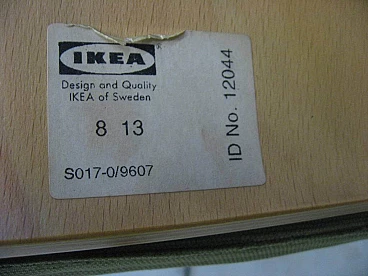 IKEA
Design and Quality
IKEA of Sweden
8 13
S017-0/9607
ID No. 12044